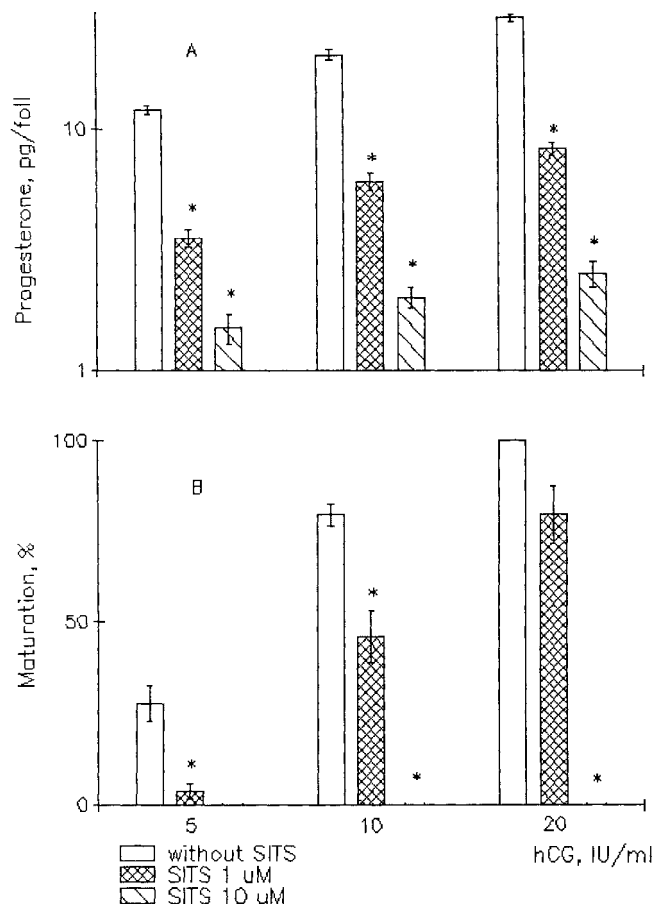 A
Progesterone, pg/foll
10
1
* * * * * *
B
Maturation, %
100
50
0
* * * *
5 10 20
hCG, IU/ml
without SITS
SITS 1 uM
SITS 10 uM